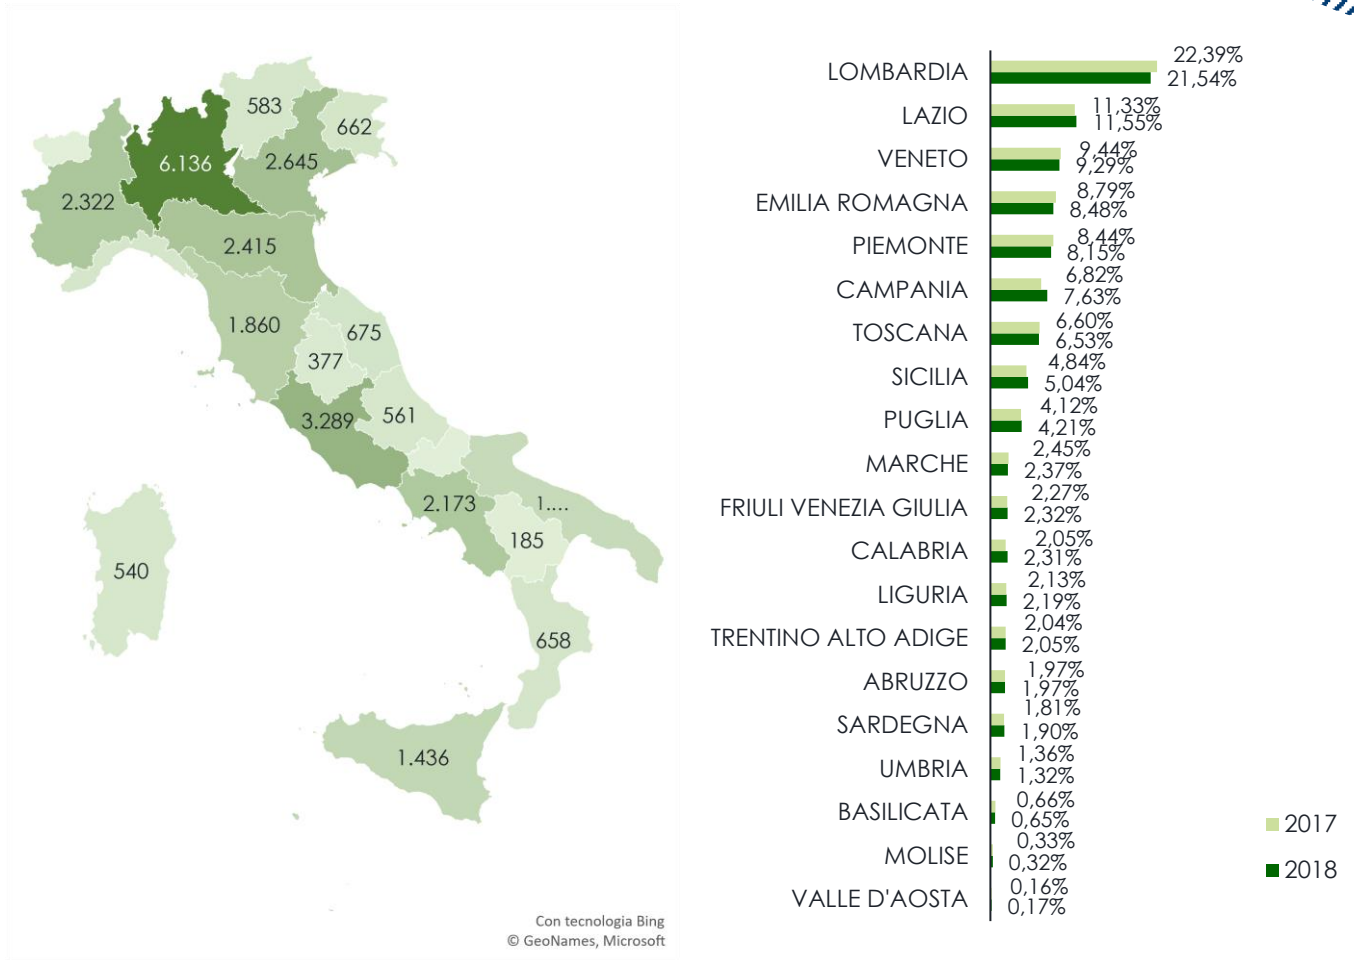 583
662
6.136
2.645
2.322
2.415
1.860
675
377
3.289
561
2.173
1....
185
540
658
1.436
Con tecnologia Bing
© GeoNames, Microsoft
LOMBARDIA 22,39% 21,54%
LAZIO 11,33% 11,55%
VENETO 9,44% 9,29%
EMILIA ROMAGNA 8,79% 8,48%
PIEMONTE 8,44% 8,15%
CAMPANIA 6,82% 7,63%
TOSCANA 6,60% 6,53%
SICILIA 4,84% 5,04%
PUGLIA 4,12% 4,21%
MARCHE 2,45% 2,37%
FRIULI VENEZIA GIULIA 2,27% 2,32%
CALABRIA 2,05% 2,31%
LIGURIA 2,13% 2,19%
TRENTINO ALTO ADIGE 2,04% 2,05%
ABRUZZO 1,97% 1,97%
SARDEGNA 1,81% 1,90%
UMBRIA 1,36% 1,32%
BASILICATA 0,66% 0,65%
MOLISE 0,33% 0,32%
VALLE D'AOSTA 0,16% 0,17%
2017
2018